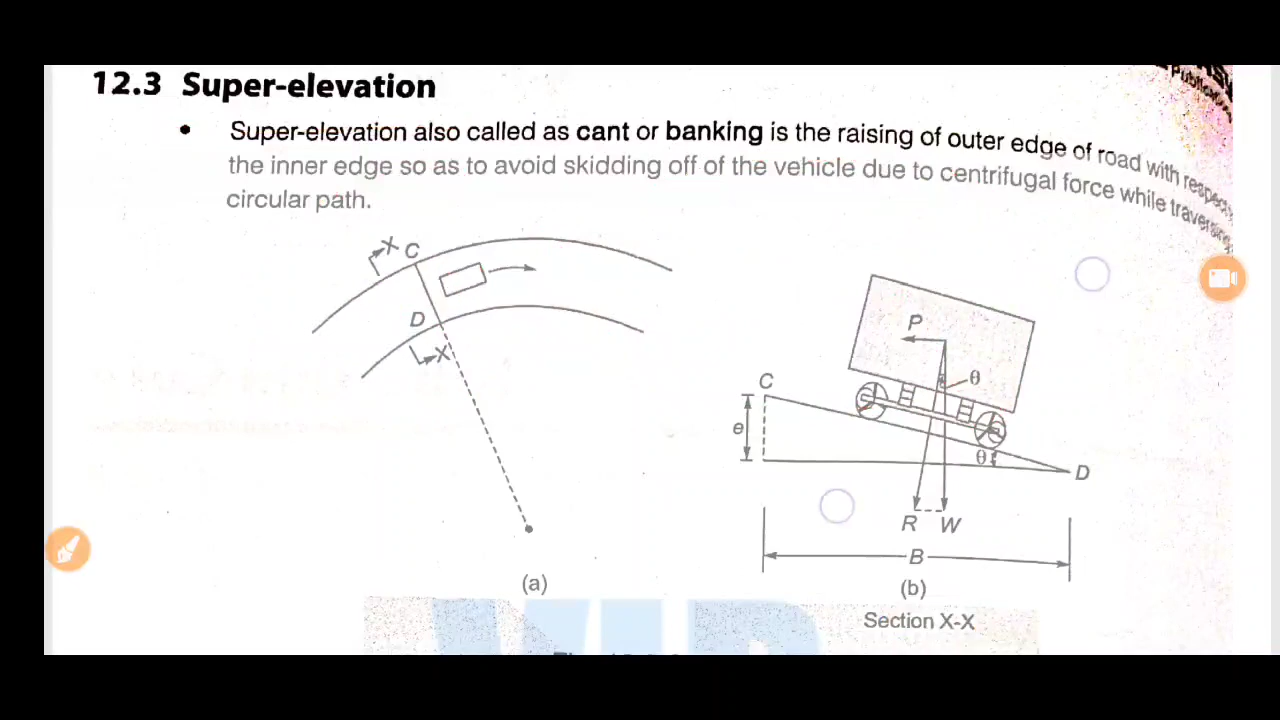 12.3 Super-elevation
• Super-elevation also called as cant or banking is the raising of outer edge of road with respect
the inner edge so as to avoid skidding off of the vehicle due to centrifugal force while traversing
circular path.
X C
D
X
(a)
P
θ
C
e
θ
D
R W
B
(b)
Section X-X